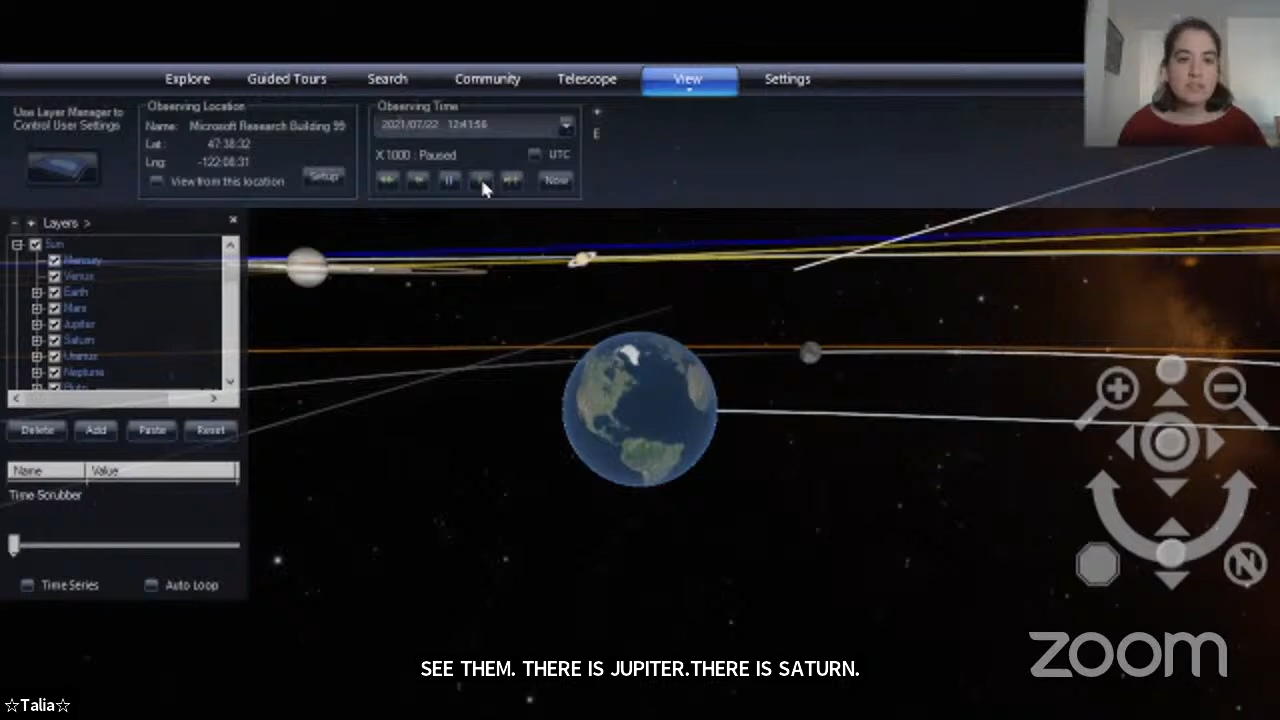 Explore Guided Tours Search Community Telescope View Settings
Use Layer Manager to
Control User Settings
Observing Location
Name: Microsoft Research Building 99
Lat: 47:38:32
Lng: -122:08:31
View from this location Setup
Observing Time
2021/07/22 12:41:56
X 1000 : Paused UTC
Now
E
Layers >
Sun
Mercury
Venus
Earth
Mars
Jupiter
Saturn
Uranus
Neptune
Pluto
Delete Add Paste Reset
Name Value
Time Scrubber
Time Series Auto Loop
N
zoom
SEE THEM. THERE IS JUPITER.THERE IS SATURN.
☆Talia☆